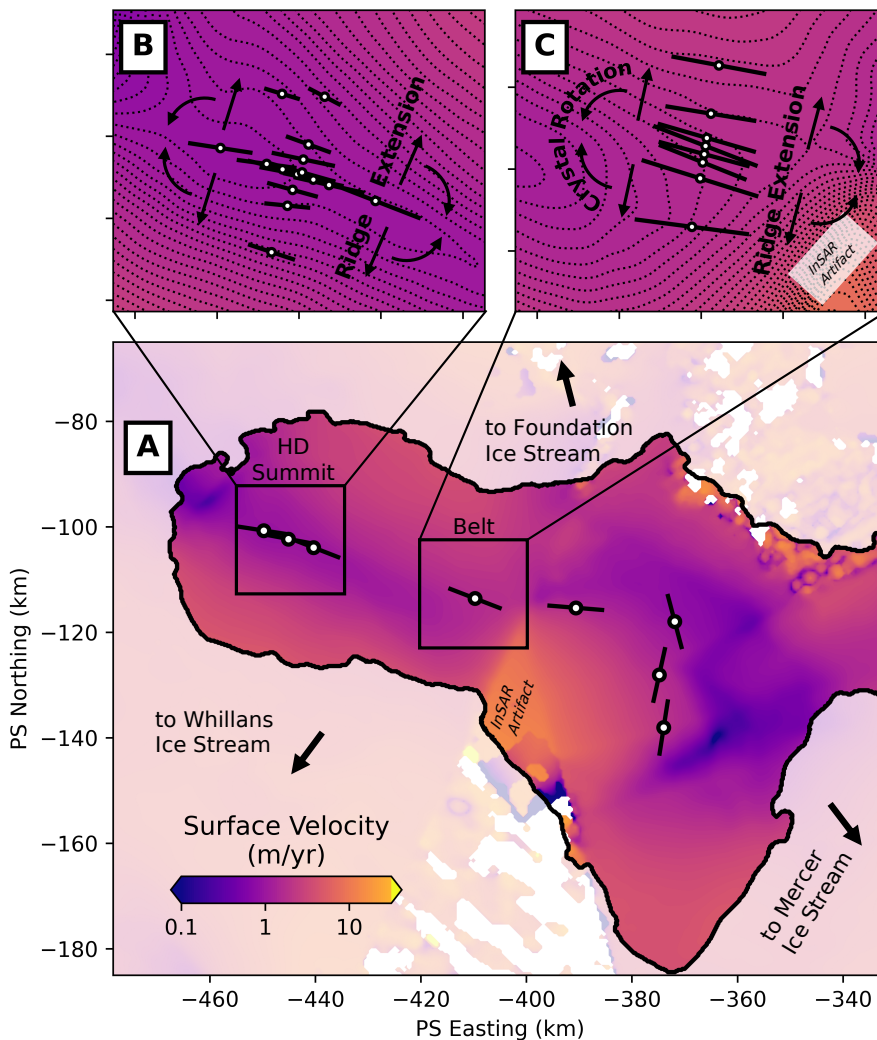 B
Ridge Extension
C
Crystal Rotation
Ridge Extension
InSAR
Artifact
A
HD
Summit
Belt
to Foundation
Ice Stream
to Whillans
Ice Stream
InSAR
Artifact
to Mercer
Ice Stream
Surface Velocity
(m/yr)
0.1 1 10
PS Northing (km)
−80
−100
−120
−140
−160
−180
−460 −440 −420 −400 −380 −360 −340
PS Easting (km)